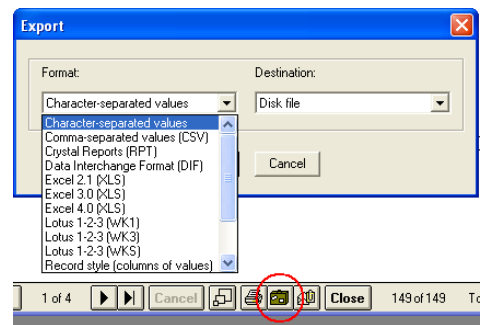 Export
Format:
Destination:
Character-separated values
Disk file
Character-separated values
Comma-separated values (CSV)
Crystal Reports (RPT)
Data Interchange Format (DIF)
Cancel
Excel 2.1 (XLS)
Excel 3.0 (XLS)
Excel 4.0 (XLS)
Lotus 1-2-3 (WK1)
Lotus 1-2-3 (WK3)
Lotus 1-2-3 (WKS)
Record style (columns of values)
1 of 4 Cancel Close 149 of 149